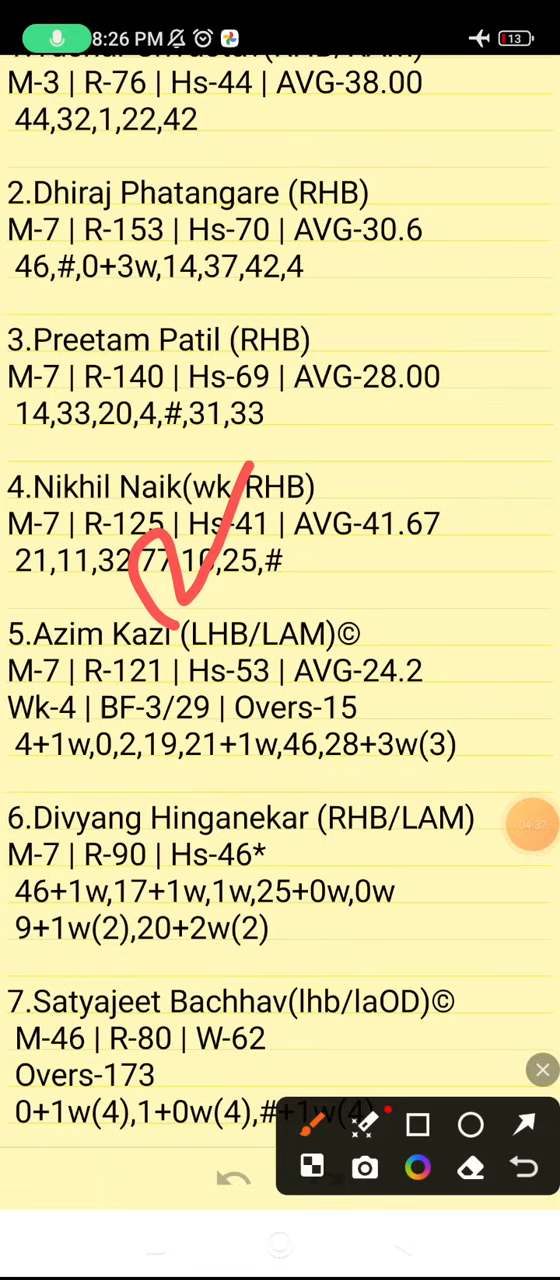 8:26 PM
13
M-3 | R-76 | Hs-44 | AVG-38.00
44,32,1,22,42
2.Dhiraj Phatangare (RHB)
M-7 | R-153 | Hs-70 | AVG-30.6
46,#,0+3w,14,37,42,4
3.Preetam Patil (RHB)
M-7 | R-140 | Hs-69 | AVG-28.00
14,33,20,4,#,31,33
4.Nikhil Naik(wk/RHB)
M-7 | R-125 | Hs-41 | AVG-41.67
21,11,32,77,10,25,#
5.Azim Kazi (LHB/LAM)©
M-7 | R-121 | Hs-53 | AVG-24.2
Wk-4 | BF-3/29 | Overs-15
4+1w,0,2,19,21+1w,46,28+3w(3)
04:32
6.Divyang Hinganekar (RHB/LAM)
M-7 | R-90 | Hs-46*
46+1w,17+1w,1w,25+0w,0w
9+1w(2),20+2w(2)
7.Satyajeet Bachhav(lhb/laOD)©
M-46 | R-80 | W-62
Overs-173
0+1w(4),1+0w(4),#+1w(4)